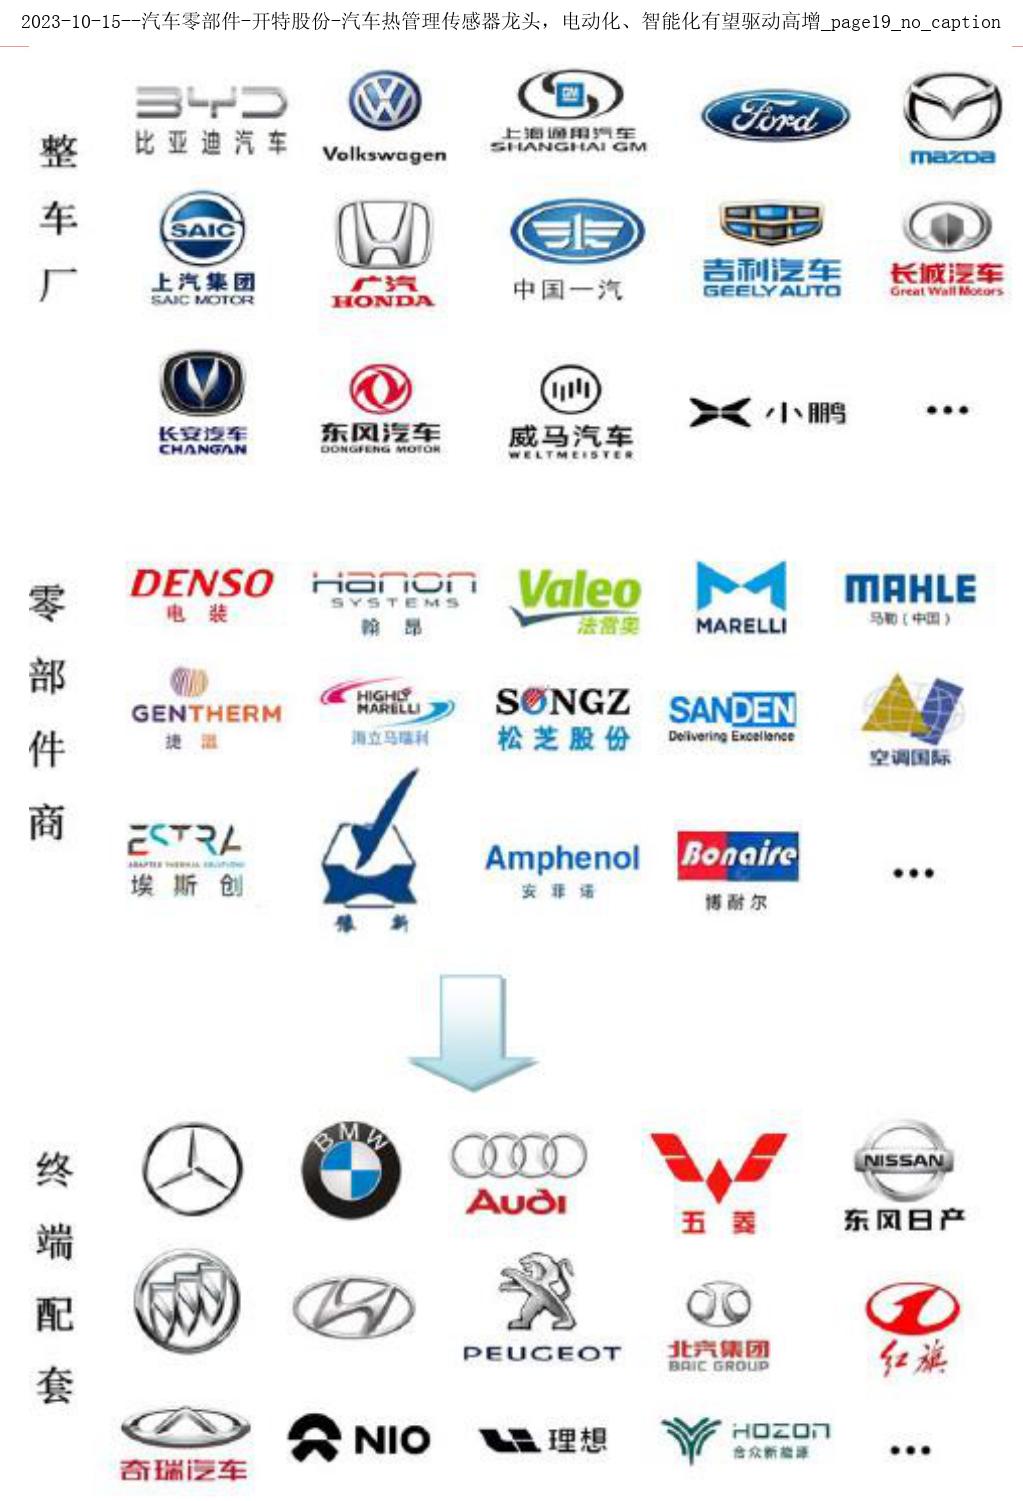 2023-10-15--汽车零部件-开特股份-汽车热管理传感器龙头，电动化、智能化有望驱动高增_page19_no_caption
整车厂
BYD
比亚迪汽车
Volkswagen
GM
上海通用汽车
SHANGHAI GM
Ford
mazda
SAIC
上汽集团
SAIC MOTOR
广汽
HONDA
中国一汽
吉利汽车
GEELY AUTO
长城汽车
Great Wall Motors
长安汽车
CHANGAN
东风汽车
DONGFENG MOTOR
威马汽车
WELTMEISTER
小鹏
...
零部件商
DENSO
电装
Hanon
SYSTEMS
翰昂
Valeo
法雷奥
MARELLI
MAHLE
马勒（中国）
GENTHERM
捷温
HIGHLY
MARELLI
海立马瑞利
SONGZ
松芝股份
SANDEN
Delivering Excellence
空调国际
ESTRA
ADAPTED THERMAL SOLUTIONS
埃斯创
豫新
Amphenol
安菲诺
Bonaire
博耐尔
...
终端配套
BMW
Audi
五菱
NISSAN
东风日产
PEUGEOT
北汽集团
BAIC GROUP
红旗
奇瑞汽车
NIO
理想
HOZON
合众新能源
...